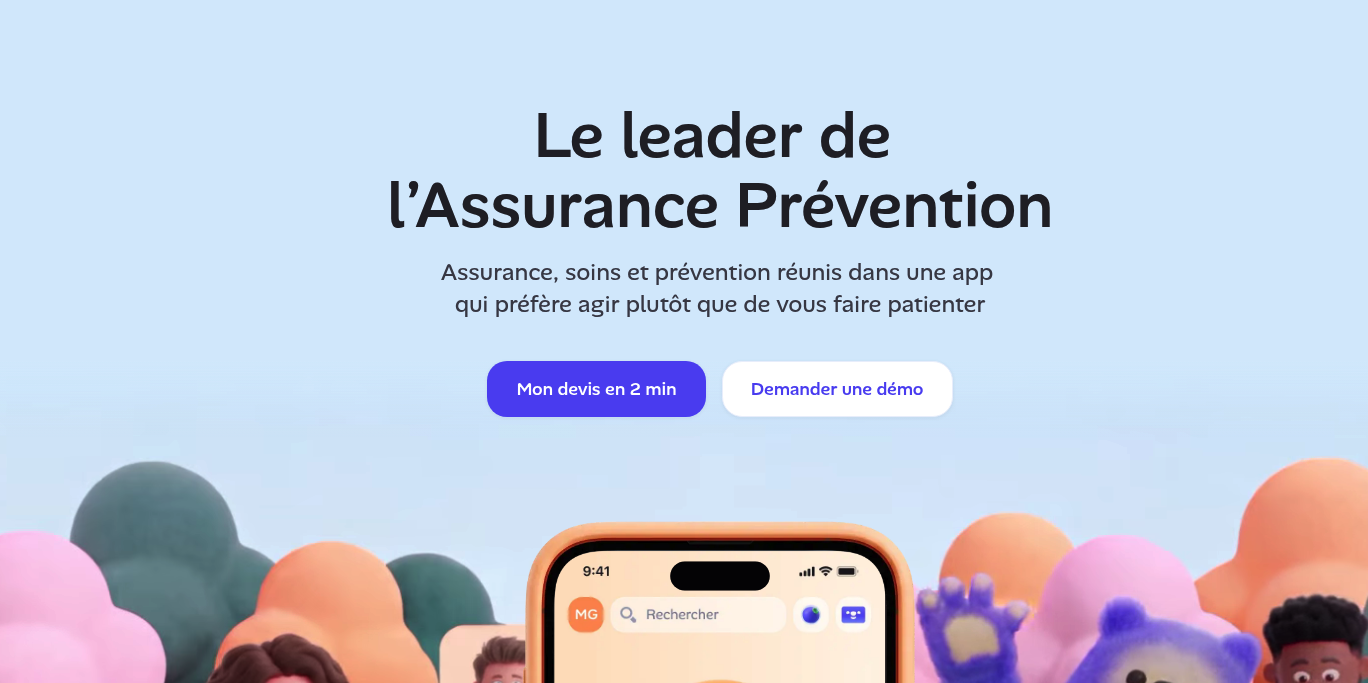 Le leader de
l’Assurance Prévention
Assurance, soins et prévention réunis dans une app
qui préfère agir plutôt que de vous faire patienter
Mon devis en 2 min
Demander une démo
9:41
MG
Rechercher